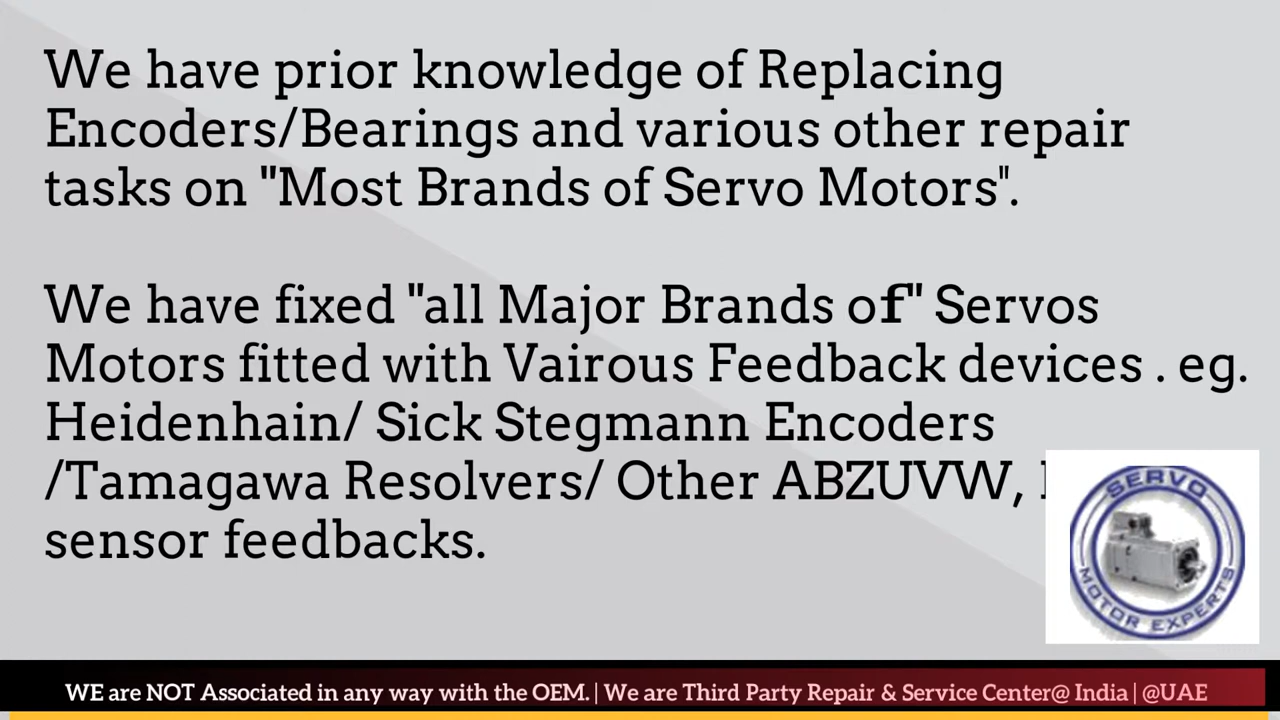 We have prior knowledge of Replacing
Encoders/Bearings and various other repair
tasks on "Most Brands of Servo Motors".
We have fixed "all Major Brands of" Servos
Motors fitted with Vairous Feedback devices . eg.
Heidenhain/ Sick Stegmann Encoders
/Tamagawa Resolvers/ Other ABZUVW,
sensor feedbacks.
SERVO
MOTOR EXPERTS
WE are NOT Associated in any way with the OEM. | We are Third Party Repair & Service Center@ India | @UAE